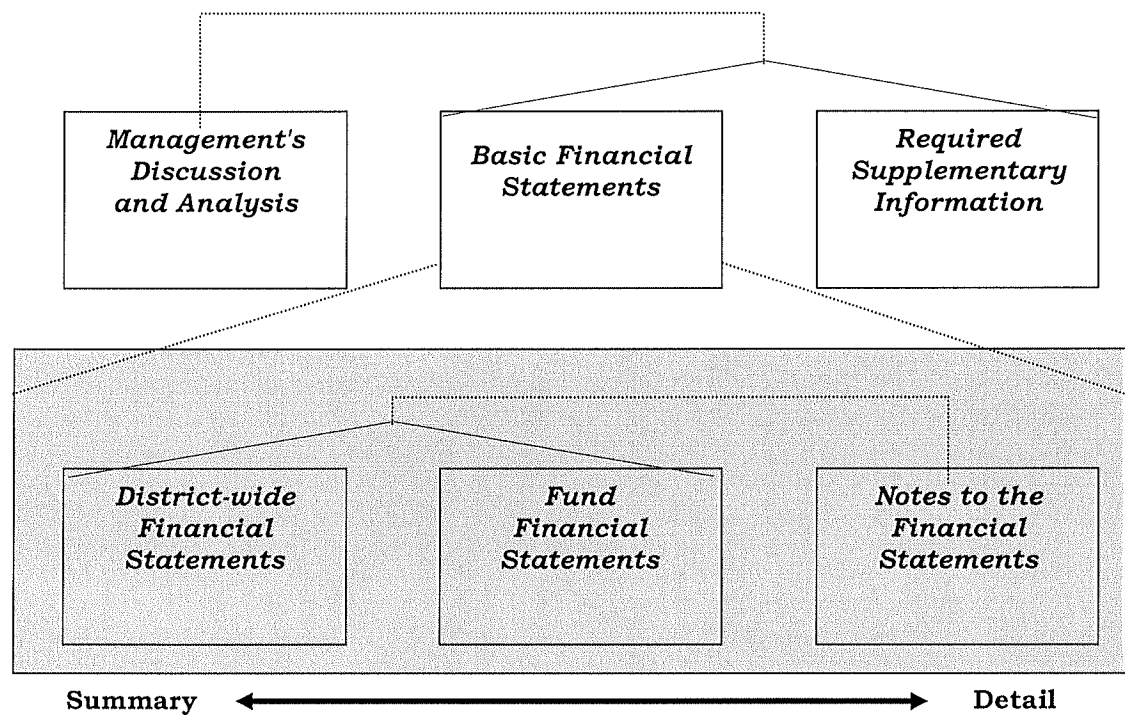 Management's
Discussion
and Analysis
Basic Financial
Statements
Required
Supplementary
Information
District-wide
Financial
Statements
Fund
Financial
Statements
Notes to the
Financial
Statements
Summary
Detail